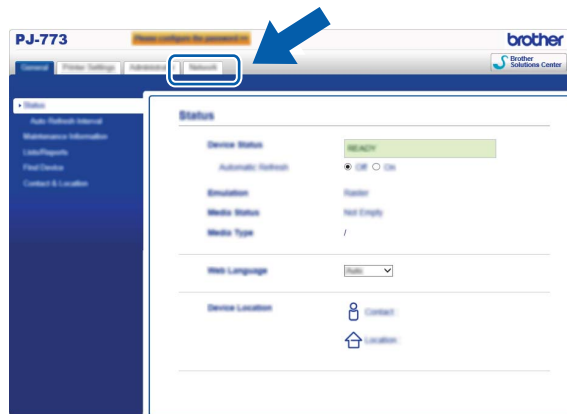 PJ-773
Please configure the password >>
brother
General
Printer Settings
Network
Brother
Solutions Center
Status
Status
Auto Refresh Interval
Maintenance Information
Lists/Reports
Find Device
Contact & Location
Device Status
READY
Automatic Refresh
Off
On
Emulation
Raster
Media Status
Not Empty
Media Type
/
Web Language
Auto
Device Location
Contact :
Location :